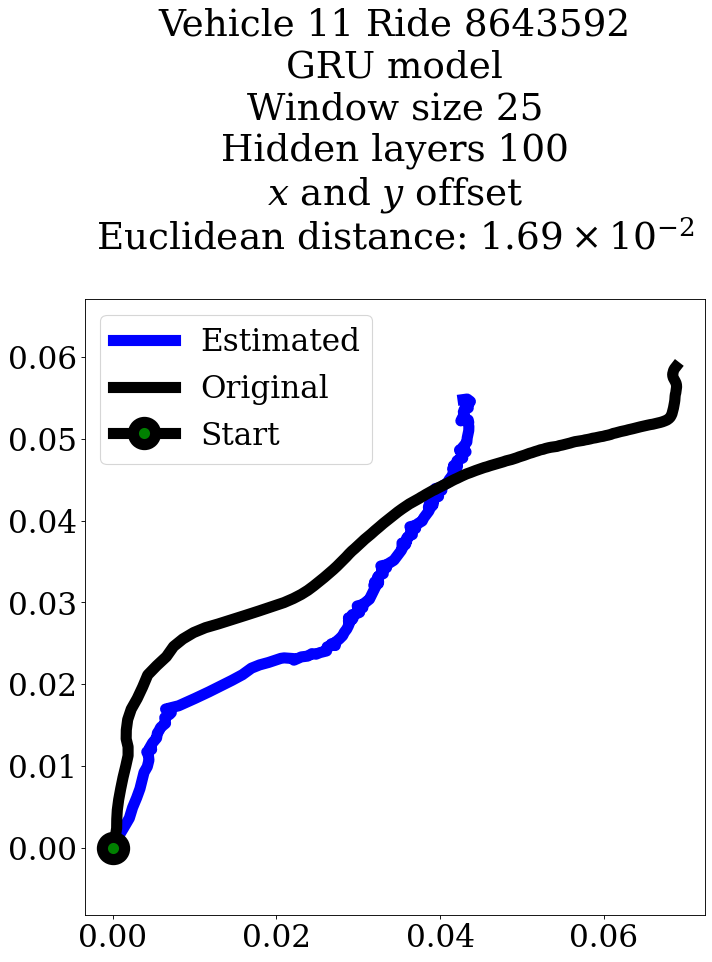 Vehicle 11 Ride 8643592
GRU model
Window size 25
Hidden layers 100
x and y offset
Euclidean distance: 1.69 × 10⁻²
Estimated
Original
Start
0.06
0.05
0.04
0.03
0.02
0.01
0.00
0.00 0.02 0.04 0.06